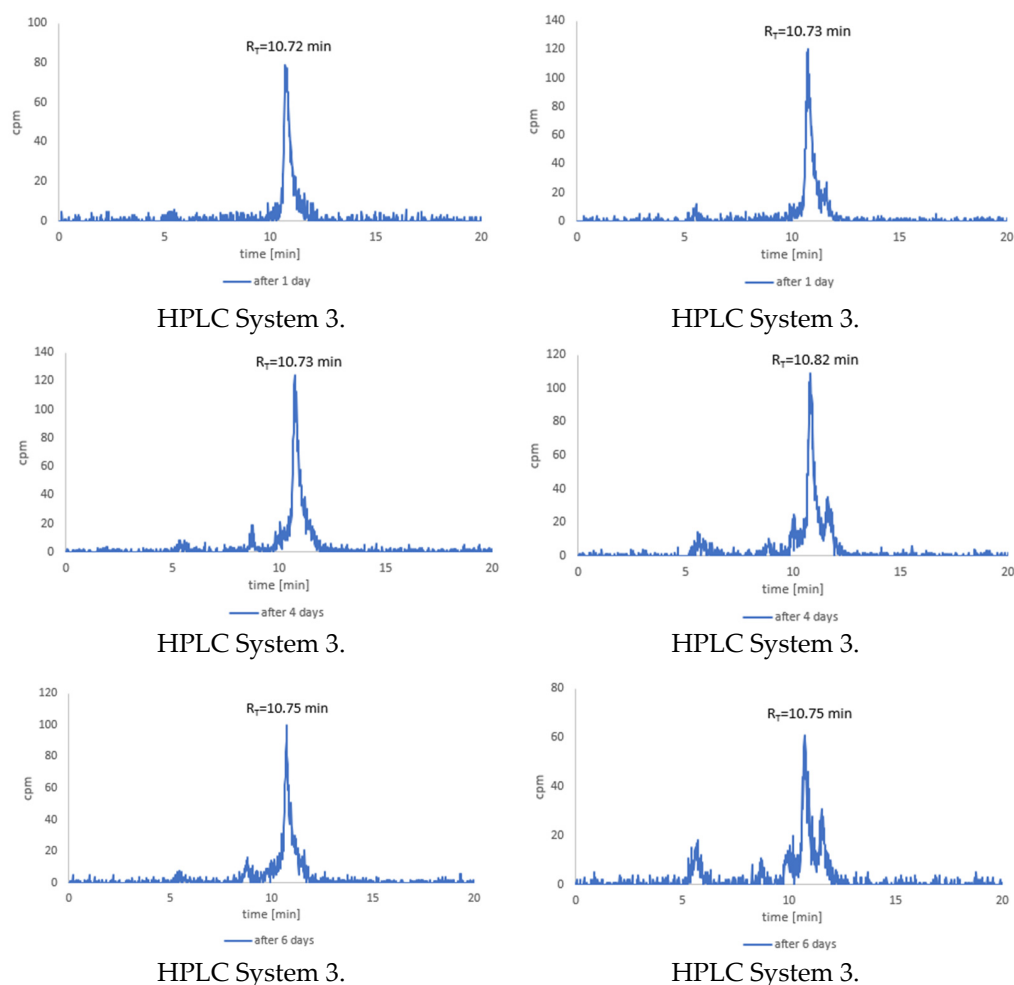 100
80
60
40
20
0
cpm
R_T=10.72 min
0 5 10 15 20
time [min]
after 1 day
HPLC System 3.
140
120
100
80
60
40
20
0
cpm
R_T=10.73 min
0 5 10 15 20
time [min]
after 1 day
HPLC System 3.
140
120
100
80
60
40
20
0
cpm
R_T=10.73 min
0 5 10 15 20
time [min]
after 4 days
HPLC System 3.
120
100
80
60
40
20
0
cpm
R_T=10.82 min
0 5 10 15 20
time [min]
after 4 days
HPLC System 3.
120
100
80
60
40
20
0
cpm
R_T=10.75 min
0 5 10 15 20
time [min]
after 6 days
HPLC System 3.
80
60
40
20
0
cpm
R_T=10.75 min
0 5 10 15 20
time [min]
after 6 days
HPLC System 3.